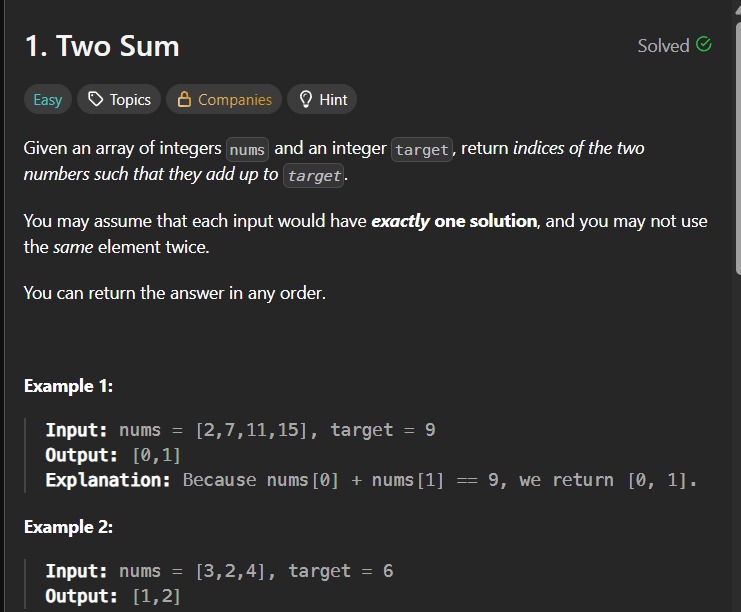 1. Two Sum
Solved
Easy
Topics
Companies
Hint
Given an array of integers nums and an integer target, return indices of the two
numbers such that they add up to target.
You may assume that each input would have exactly one solution, and you may not use
the same element twice.
You can return the answer in any order.
Example 1:
Input: nums = [2,7,11,15], target = 9
Output: [0,1]
Explanation: Because nums[0] + nums[1] == 9, we return [0, 1].
Example 2:
Input: nums = [3,2,4], target = 6
Output: [1,2]